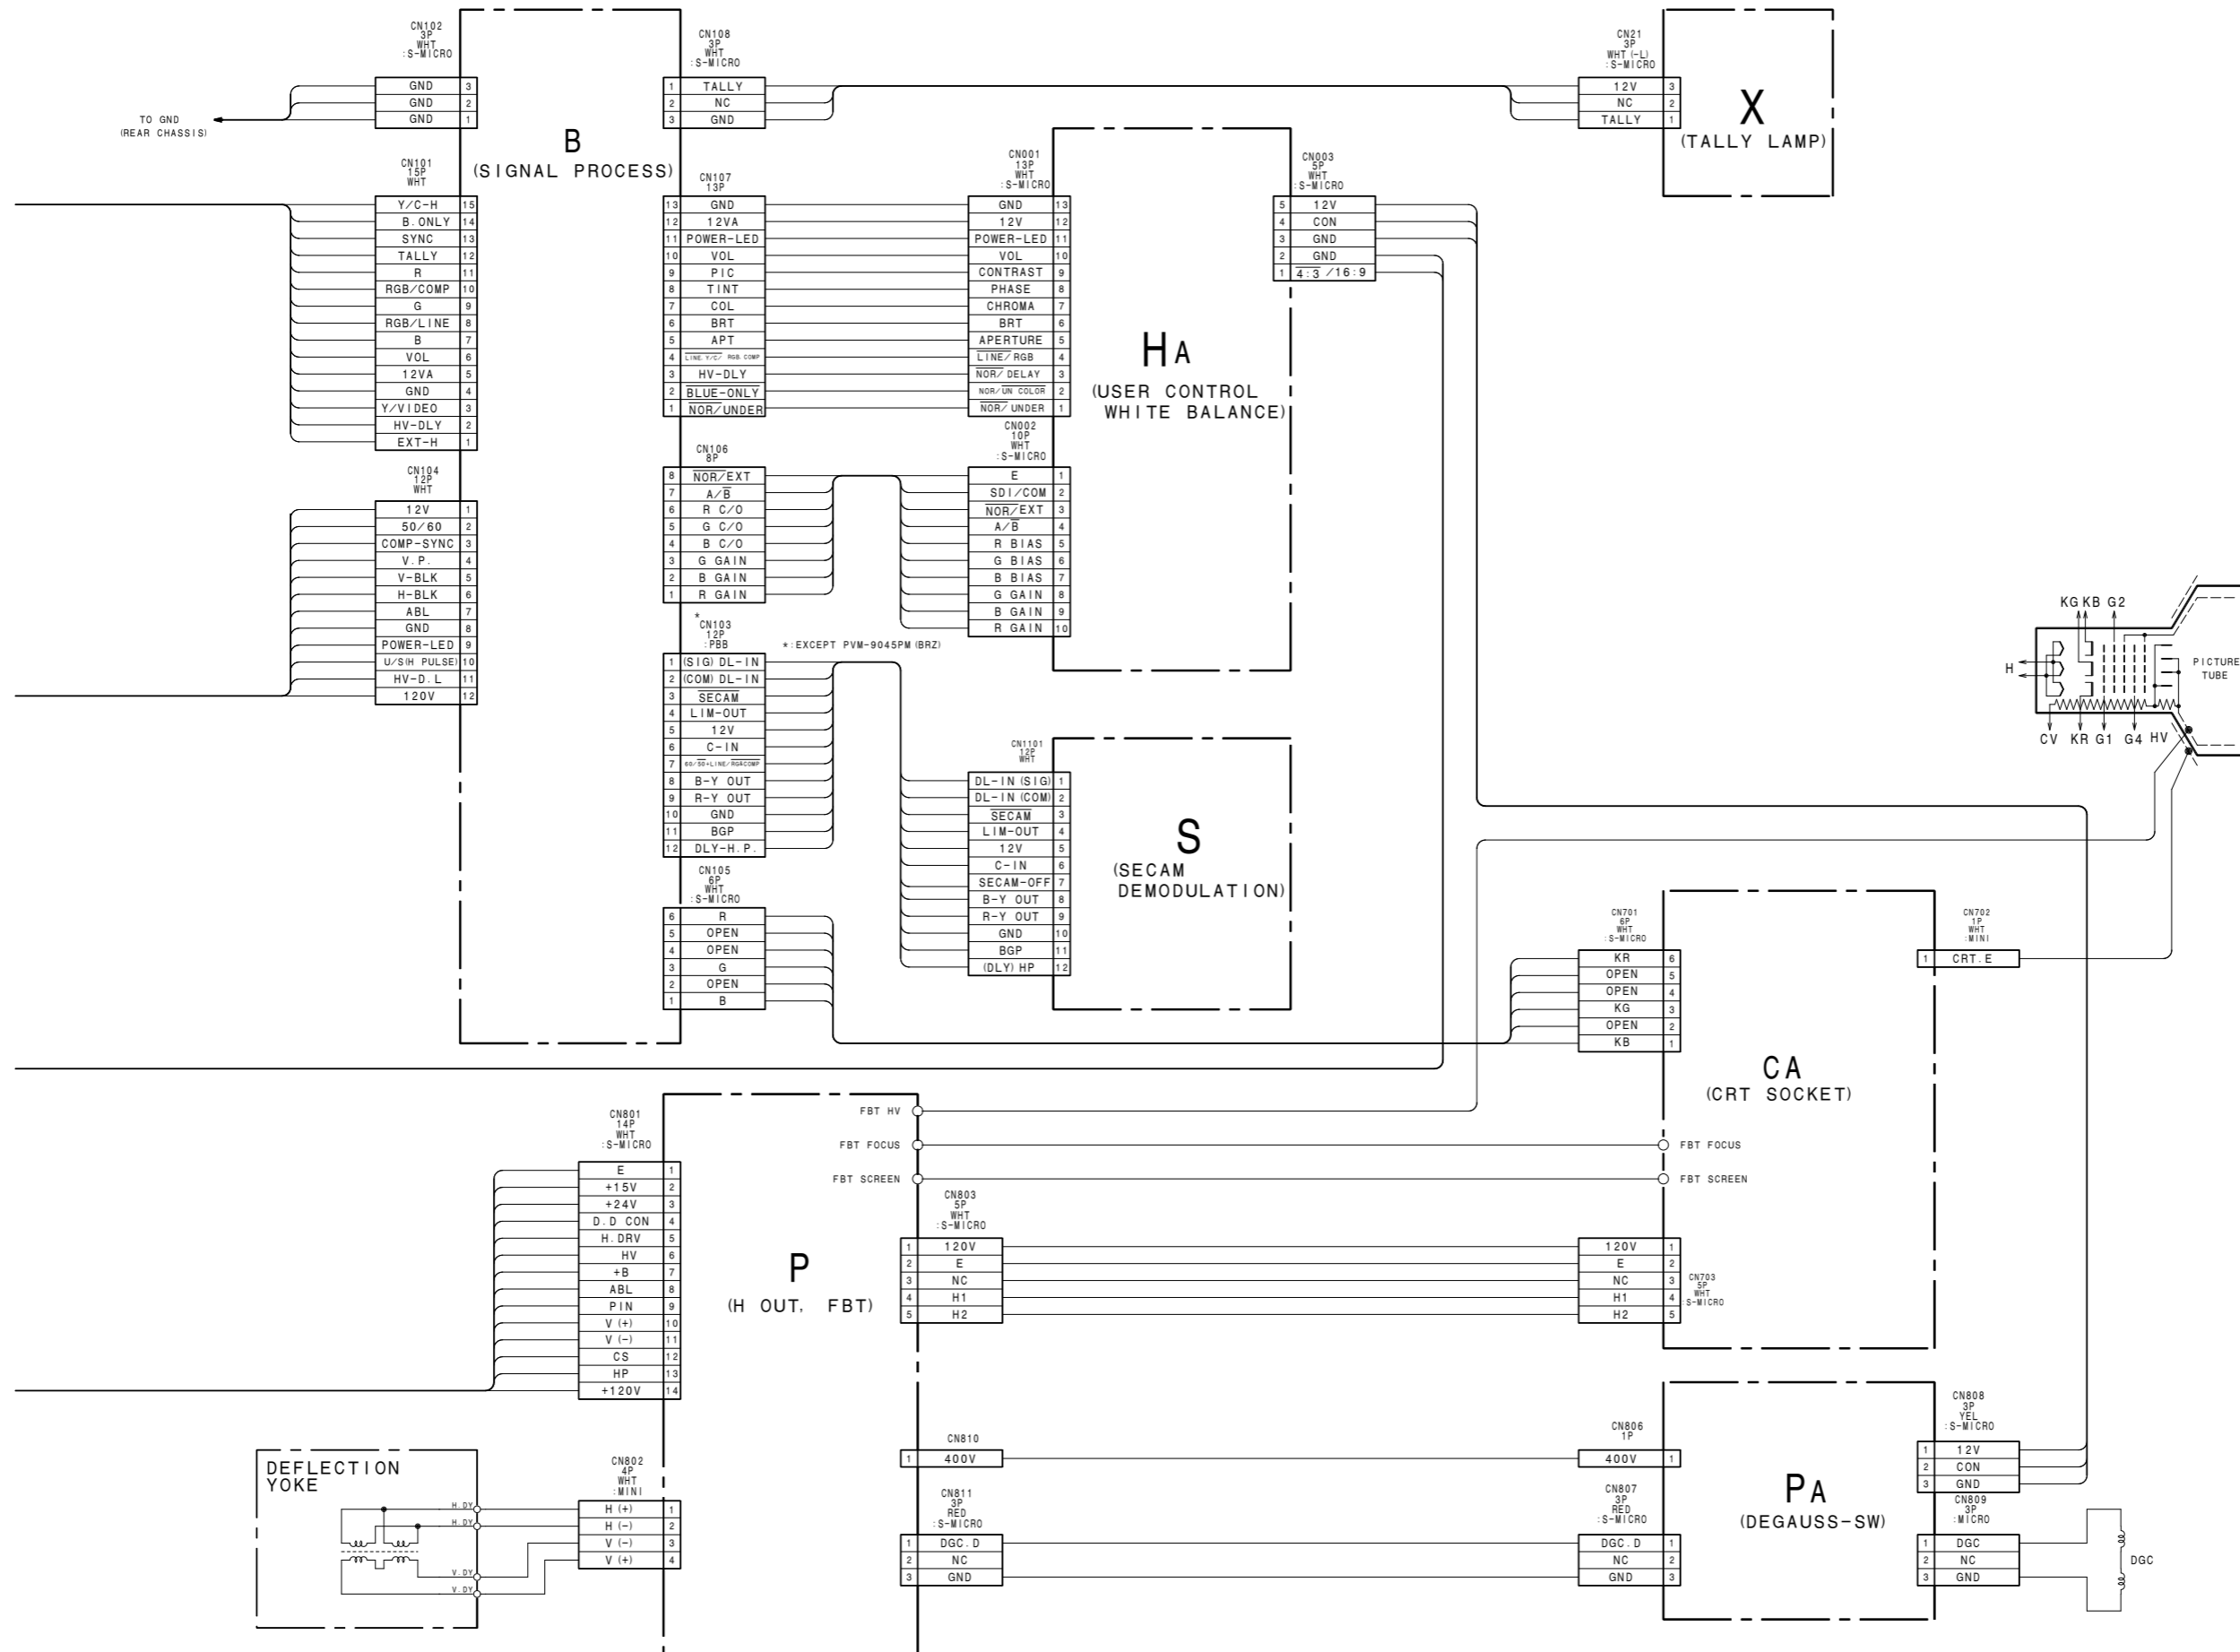 CN102
3P
WHT
:S-MICRO
GND 3
GND 2
GND 1
TO GND
(REAR CHASSIS)
B
(SIGNAL PROCESS)
CN108
3P
WHT
:S-MICRO
1 TALLY
2 NC
3 GND
CN21
3P
WHT (-L)
:S-MICRO
12V 3
NC 2
TALLY 1
X
(TALLY LAMP)
CN101
15P
WHT
Y/C-H 15
B.ONLY 14
SYNC 13
TALLY 12
R 11
RGB/COMP 10
G 9
RGB/LINE 8
B 7
VOL 6
12VA 5
GND 4
Y/VIDEO 3
HV-DLY 2
EXT-H 1
CN107
13P
13 GND
12 12VA
11 POWER-LED
10 VOL
9 PIC
8 TINT
7 COL
6 BRT
5 APT
4 LINE.Y/C/ RGB.COMP
3 HV-DLY
2 BLUE-ONLY
1 NOR/UNDER
CN001
13P
WHT
:S-MICRO
GND 13
12V 12
POWER-LED 11
VOL 10
CONTRAST 9
PHASE 8
CHROMA 7
BRT 6
APERTURE 5
LINE/RGB 4
NOR/DELAY 3
NOR/UN COLOR 2
NOR/UNDER 1
CN003
5P
WHT
:S-MICRO
5 12V
4 CON
3 GND
2 GND
1 4:3 /16:9
HA
(USER CONTROL
WHITE BALANCE)
CN104
12P
WHT
12V 1
50/60 2
COMP-SYNC 3
V.P. 4
V-BLK 5
H-BLK 6
ABL 7
GND 8
POWER-LED 9
U/S(H PULSE) 10
HV-D.L 11
120V 12
CN106
8P
8 NOR/EXT
7 A/B
6 R C/O
5 G C/O
4 B C/O
3 G GAIN
2 B GAIN
1 R GAIN
CN002
10P
WHT
:S-MICRO
E 1
SDI/COM 2
NOR/EXT 3
A/B 4
R BIAS 5
G BIAS 6
B BIAS 7
G GAIN 8
B GAIN 9
R GAIN 10
*
CN103
12P
:PBB
*:EXCEPT PVM-9045PM(BRZ)
1 (SIG) DL-IN
2 (COM) DL-IN
3 SECAM
4 LIM-OUT
5 12V
6 C-IN
7 60/50+LINE/RGBCOMP
8 B-Y OUT
9 R-Y OUT
10 GND
11 BGP
12 DLY-H.P.
CN1101
12P
WHT
DL-IN (SIG) 1
DL-IN (COM) 2
SECAM 3
LIM-OUT 4
12V 5
C-IN 6
SECAM-OFF 7
B-Y OUT 8
R-Y OUT 9
GND 10
BGP 11
(DLY) HP 12
S
(SECAM
DEMODULATION)
CN105
6P
WHT
:S-MICRO
6 R
5 OPEN
4 OPEN
3 G
2 OPEN
1 B
KG KB G2
H
PICTURE
TUBE
CV KR G1 G4 HV
CN701
6P
WHT
:S-MICRO
KR 6
OPEN 5
OPEN 4
KG 3
OPEN 2
KB 1
CN702
1P
WHT
:MINI
1 CRT.E
CA
(CRT SOCKET)
CN801
14P
WHT
:S-MICRO
E 1
+15V 2
+24V 3
D.D CON 4
H.DRV 5
HV 6
+B 7
ABL 8
PIN 9
V (+) 10
V (-) 11
CS 12
HP 13
+120V 14
FBT HV
FBT FOCUS
FBT SCREEN
FBT FOCUS
FBT SCREEN
P
(H OUT, FBT)
CN803
5P
WHT
:S-MICRO
1 120V
2 E
3 NC
4 H1
5 H2
120V 1
E 2
NC 3
H1 4
H2 5
CN703
5P
WHT
:S-MICRO
DEFLECTION
YOKE
H.DY
H.DY
V.DY
V.DY
CN802
4P
WHT
:MINI
H (+) 1
H (-) 2
V (-) 3
V (+) 4
CN810
1 400V
CN811
3P
RED
:S-MICRO
1 DGC.D
2 NC
3 GND
CN806
1P
400V 1
CN807
3P
RED
:S-MICRO
DGC.D 1
NC 2
GND 3
PA
(DEGAUSS-SW)
CN808
3P
YEL
:S-MICRO
1 12V
2 CON
3 GND
CN809
3P
:MICRO
1 DGC
2 NC
3 GND
DGC